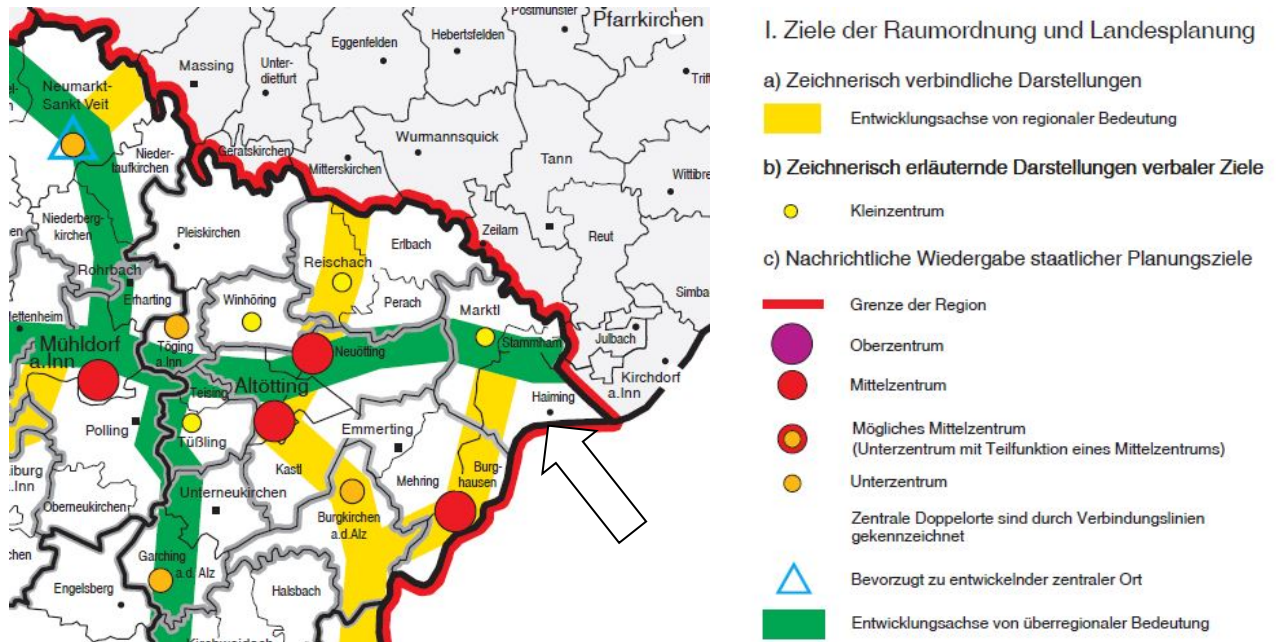 Postmünster
Pfarrkirchen
Hebertsfelden
Eggenfelden
Massing
Unter-
dietfurt
Neumarkt-
Sankt Veit
Wurmannsquick
Nieder-
taufkirchen
Geratskirchen
Mitterskirchen
Tann
Niederberg-
kirchen
Pleiskirchen
Erlbach
Zeilarn
Reut
Rohrbach
Reischach
Erharting
Winhöring
Perach
Marktl
Mühldorf
a.Inn
Töging
a.Inn
Neuötting
Stammham
Julbach
Kirchdorf
a.Inn
Teising
Altötting
Haiming
Polling
Tüßling
Emmerting
Kastl
Mehring
Burg-
hausen
Oberneukirchen
Unterneukirchen
Burgkirchen
a.d.Alz
Garching
a.d. Alz
Engelsberg
Halsbach
I. Ziele der Raumordnung und Landesplanung
a) Zeichnerisch verbindliche Darstellungen
Entwicklungsachse von regionaler Bedeutung
b) Zeichnerisch erläuternde Darstellungen verbaler Ziele
Kleinzentrum
c) Nachrichtliche Wiedergabe staatlicher Planungsziele
Grenze der Region
Oberzentrum
Mittelzentrum
Mögliches Mittelzentrum
(Unterzentrum mit Teilfunktion eines Mittelzentrums)
Unterzentrum
Zentrale Doppelorte sind durch Verbindungslinien
gekennzeichnet
Bevorzugt zu entwickelnder zentraler Ort
Entwicklungsachse von überregionaler Bedeutung